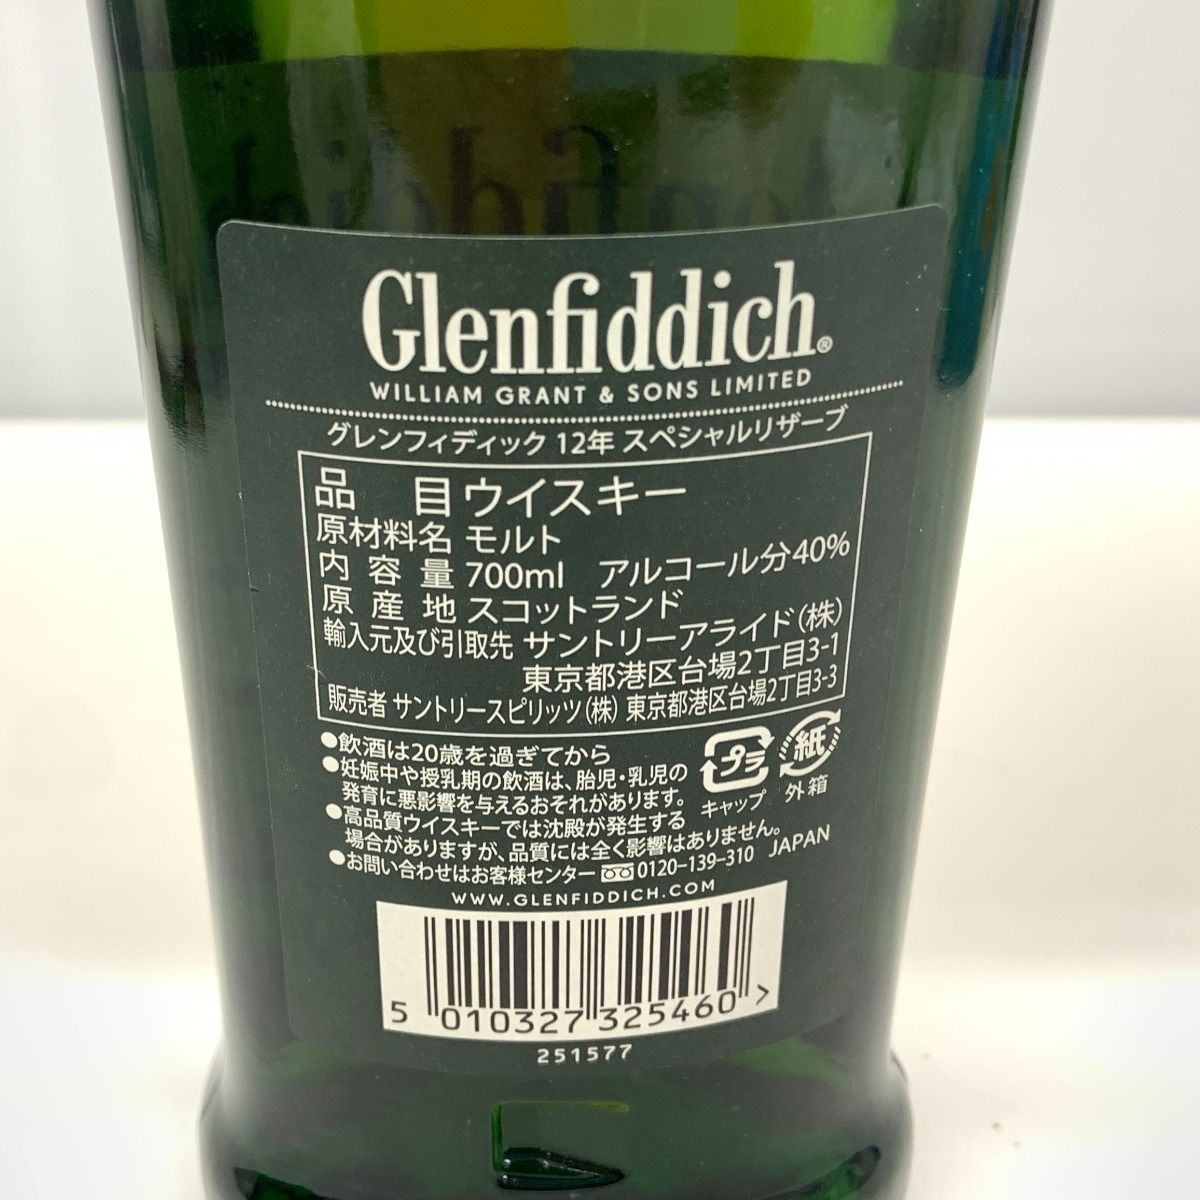 Glenfiddich®
WILLIAM GRANT & SONS LIMITED
グレンフィディック 12年 スペシャルリザーブ
品 目 ウイスキー
原材料名 モルト
内 容 量 700ml アルコール分40%
原 産 地 スコットランド
輸入元及び引取先 サントリーアライド(株)
東京都港区台場2丁目3-1
販売者 サントリースピリッツ(株) 東京都港区台場2丁目3-3
●飲酒は20歳を過ぎてから
●妊娠中や授乳期の飲酒は、胎児・乳児の
発育に悪影響を与えるおそれがあります。
●高品質ウイスキーでは沈殿が発生する
場合がありますが、品質には全く影響はありません。
●お問い合わせはお客様センター 0120-139-310 JAPAN
プラ
キャップ
紙
外箱
WWW.GLENFIDDICH.COM
5 010327 325460 >
251577